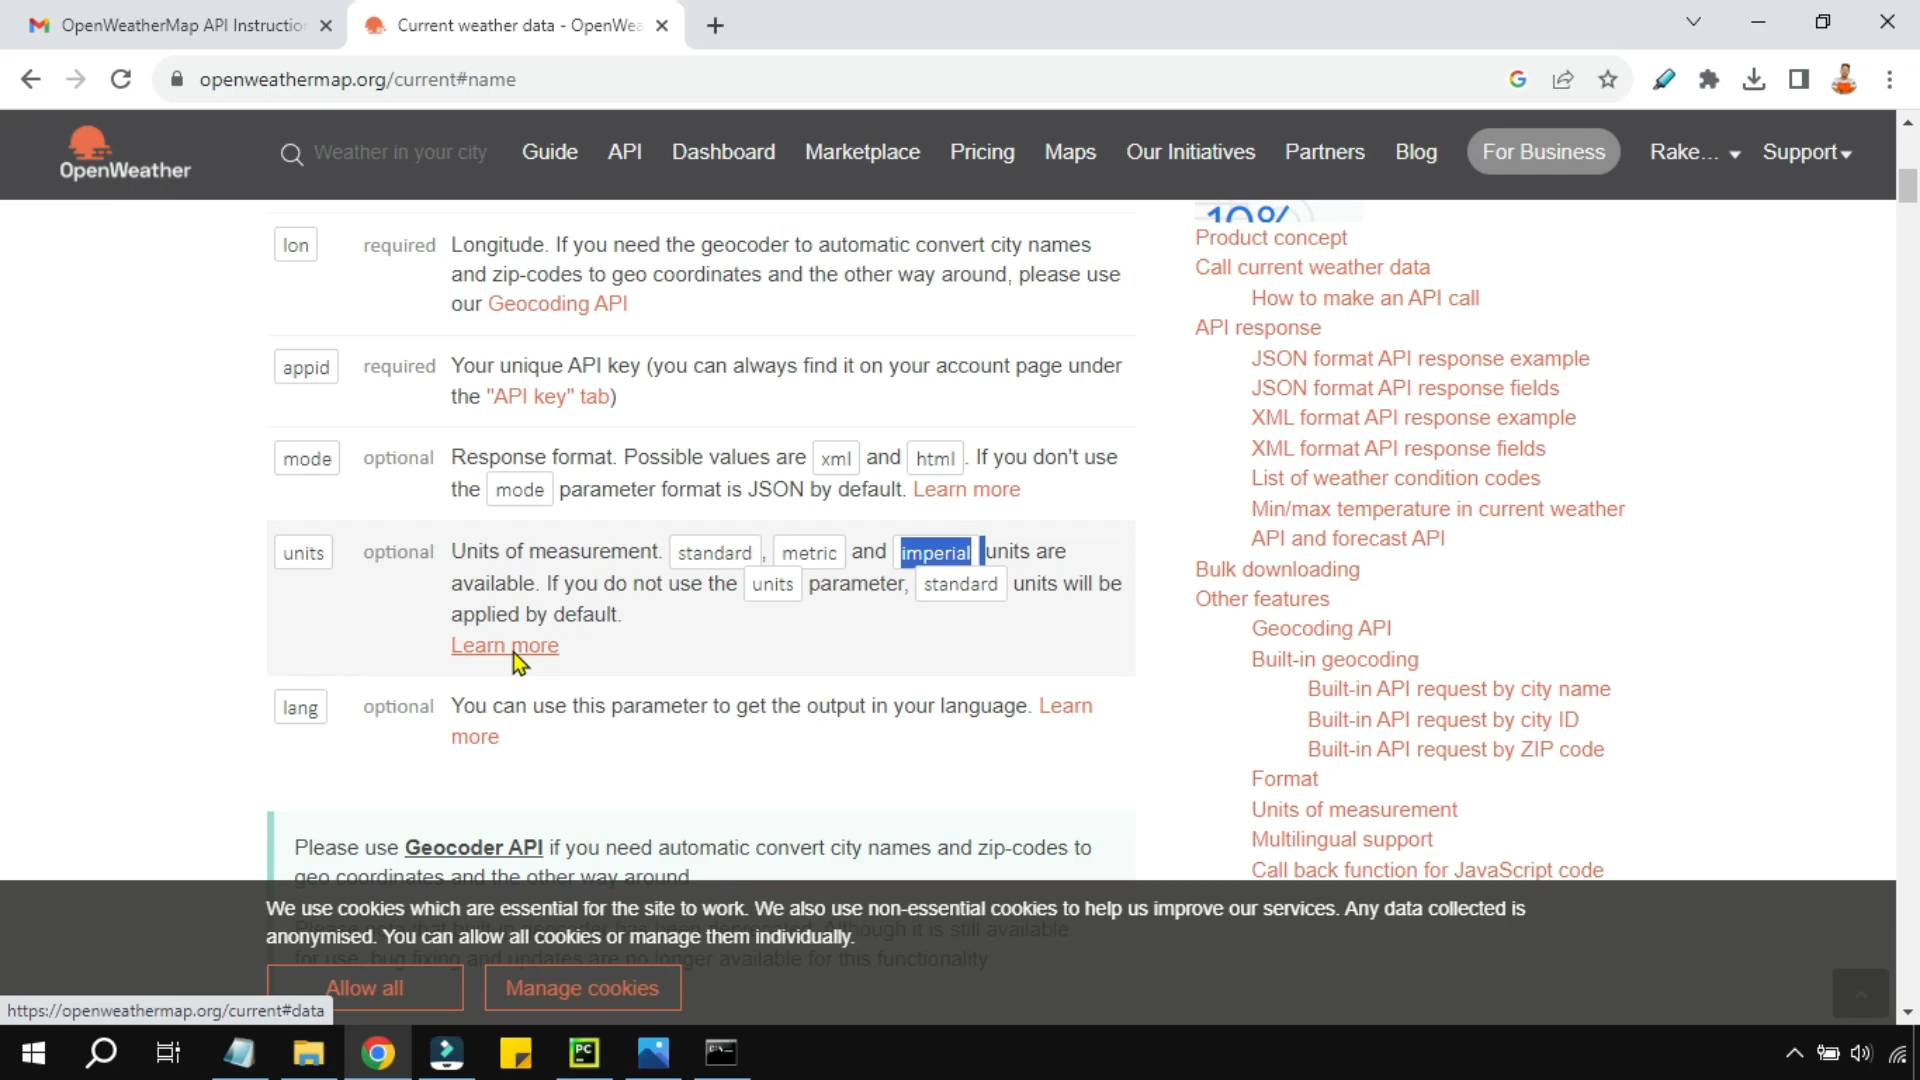 OpenWeatherMap API Instructio
Current weather data - OpenWea
openweathermap.org/current#name
OpenWeather
Weather in your city
Guide
API
Dashboard
Marketplace
Pricing
Maps
Our Initiatives
Partners
Blog
For Business
Rake...
Support
lon required Longitude. If you need the geocoder to automatic convert city names
and zip-codes to geo coordinates and the other way around, please use
our Geocoding API
appid required Your unique API key (you can always find it on your account page under
the "API key" tab)
mode optional Response format. Possible values are xml and html. If you don't use
the mode parameter format is JSON by default. Learn more
units optional Units of measurement. standard, metric and imperial units are
available. If you do not use the units parameter, standard units will be
applied by default.
Learn more
lang optional You can use this parameter to get the output in your language. Learn
more
Please use Geocoder API if you need automatic convert city names and zip-codes to
geo coordinates and the other way around.
10%
Product concept
Call current weather data
How to make an API call
API response
JSON format API response example
JSON format API response fields
XML format API response example
XML format API response fields
List of weather condition codes
Min/max temperature in current weather
API and forecast API
Bulk downloading
Other features
Geocoding API
Built-in geocoding
Built-in API request by city name
Built-in API request by city ID
Built-in API request by ZIP code
Format
Units of measurement
Multilingual support
Call back function for JavaScript code
We use cookies which are essential for the site to work. We also use non-essential cookies to help us improve our services. Any data collected is
anonymised. You can allow all cookies or manage them individually.
for use, bug fixing and updates are no longer available for this functionality.
Allow all
Manage cookies
https://openweathermap.org/current#data
PC